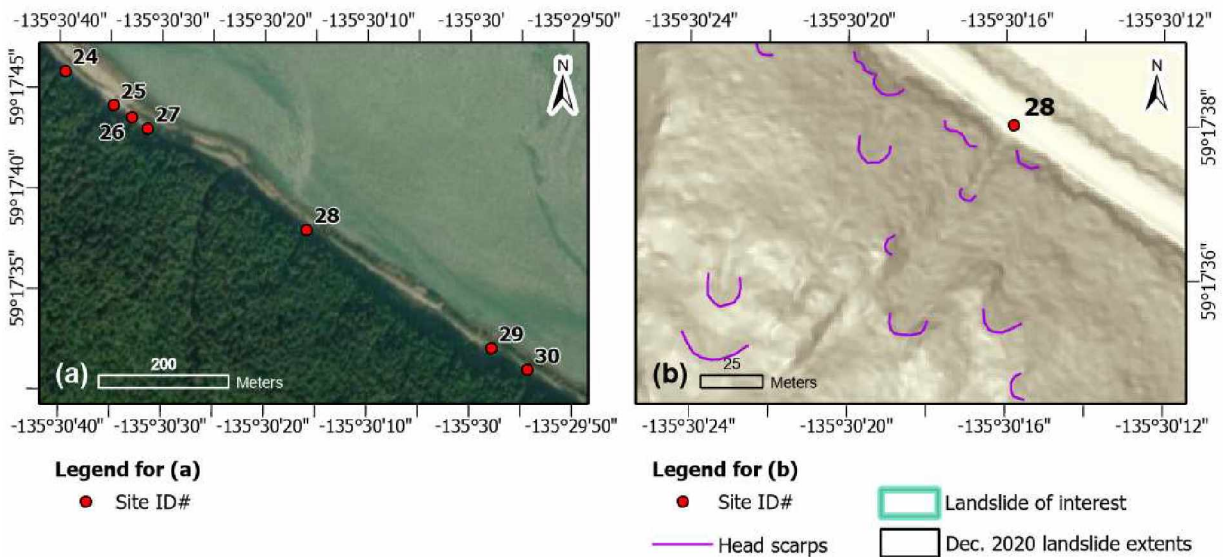 -135°30'40" -135°30'30" -135°30'20" -135°30'10" -135°30' -135°29'50"
59°17'45"
59°17'40"
59°17'35"
24
25
26
27
28
29
30
N
(a)
200
Meters
-135°30'40" -135°30'30" -135°30'20" -135°30'10" -135°30' -135°29'50"
-135°30'24" -135°30'20" -135°30'16" -135°30'12"
59°17'38"
59°17'36"
28
N
(b)
25
Meters
-135°30'24" -135°30'20" -135°30'16" -135°30'12"
Legend for (a)
Site ID#
Legend for (b)
Site ID#
Landslide of interest
Head scarps
Dec. 2020 landslide extents